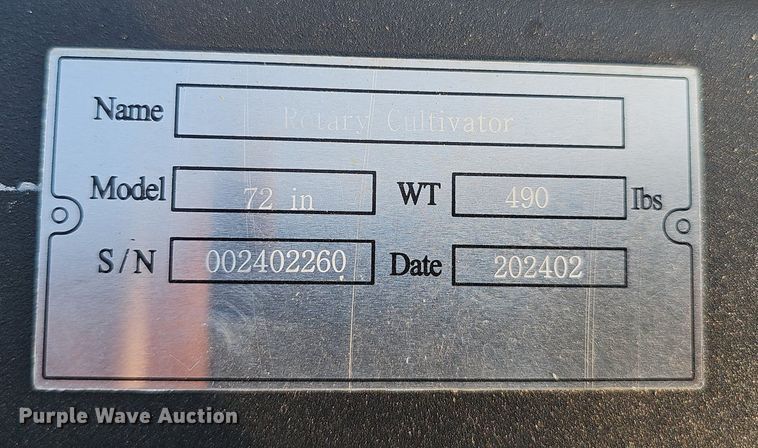 Name Rotary Cultivator
Model 72 in WT 490 lbs
S/N 002402260 Date 202402
Purple Wave Auction